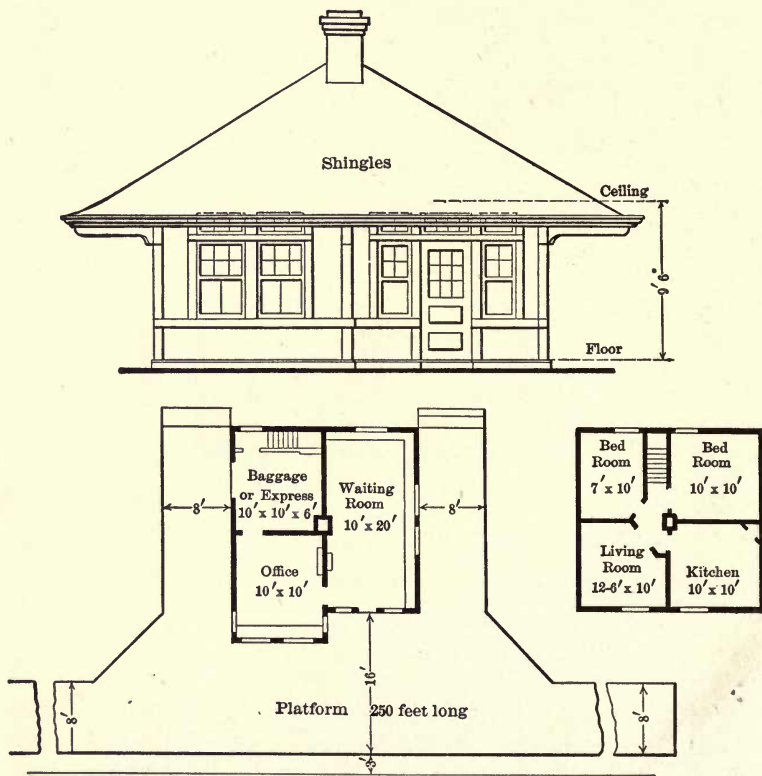 Shingles
Ceiling
9′ 6″
Floor
Baggage
or Express
10′ x 10′ x 6′
Waiting
Room
10′ x 20′
8′
8′
Office
10′ x 10′
Bed
Room
7′ x 10′
Bed
Room
10′ x 10′
Living
Room
12-6′ x 10′
Kitchen
10′ x 10′
16′
8′
Platform 250 feet long
8′
3′